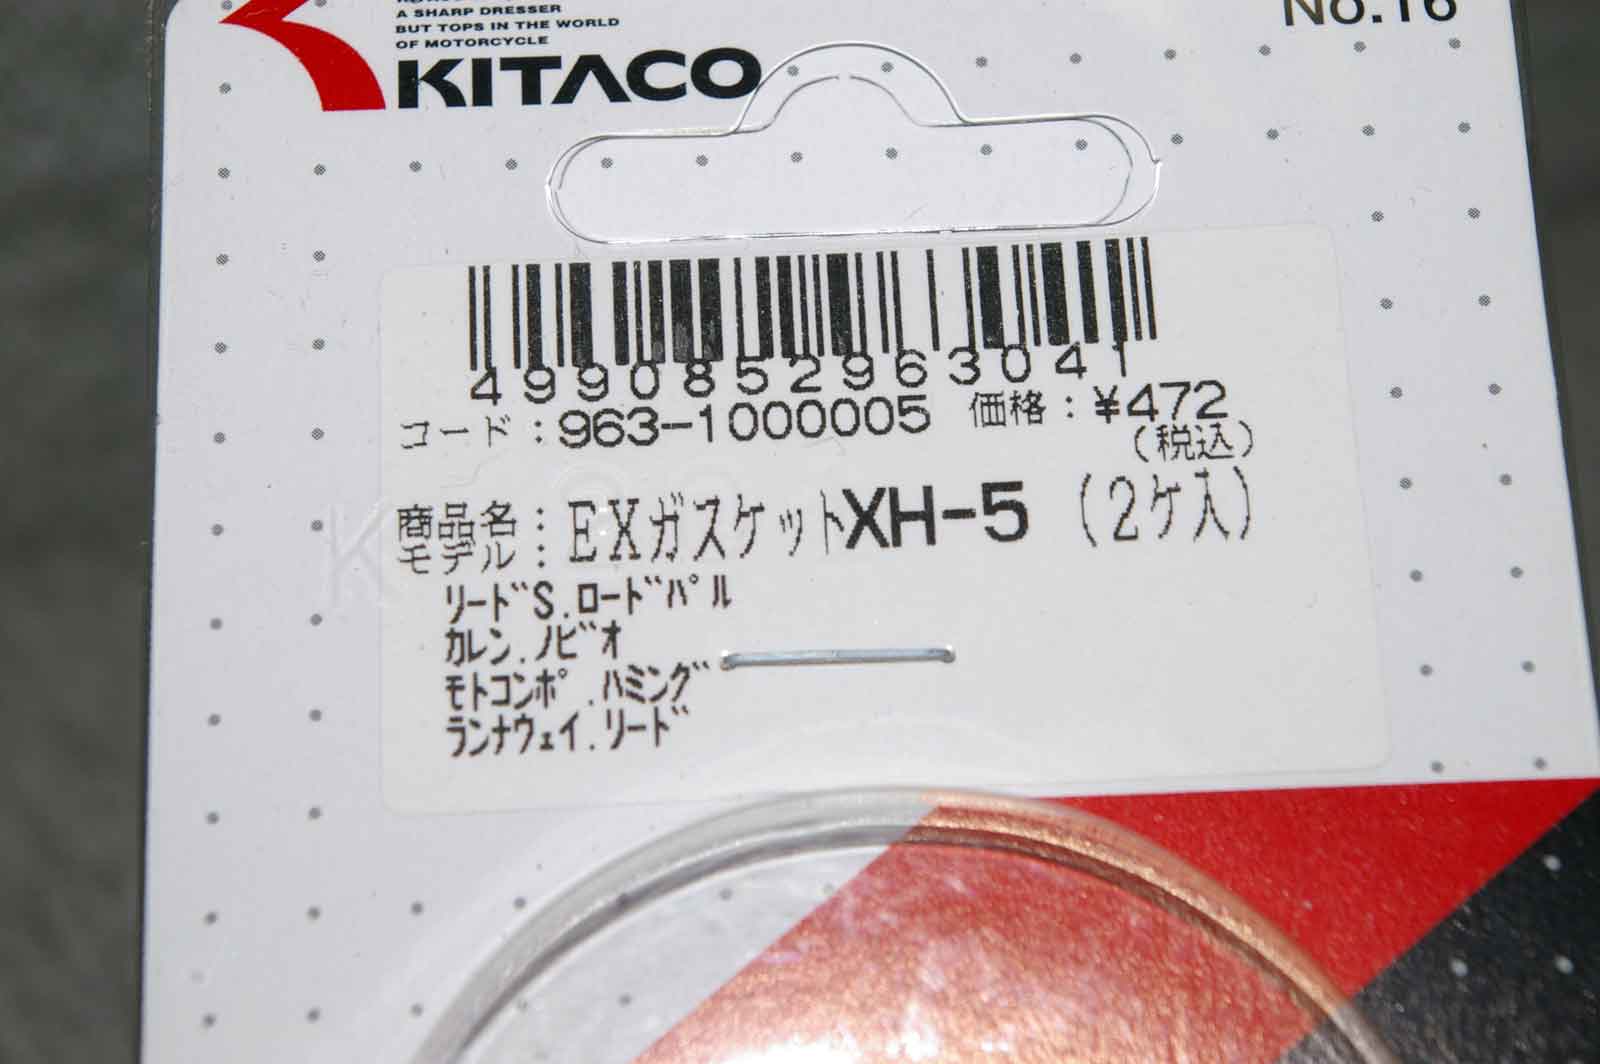 A SHARP DRESSER
BUT TOPS IN THE WORLD
OF MOTORCYCLE
KITACO
No.16
4990852963041
コード：963-1000005 価格：¥472
（税込）
商品名：EXガスケットXH-5（2ケ入）
モデル：
リードS.ロードパル
カレン.ノビオ
モトコンポ.ハミング
ランナウェイ.リード